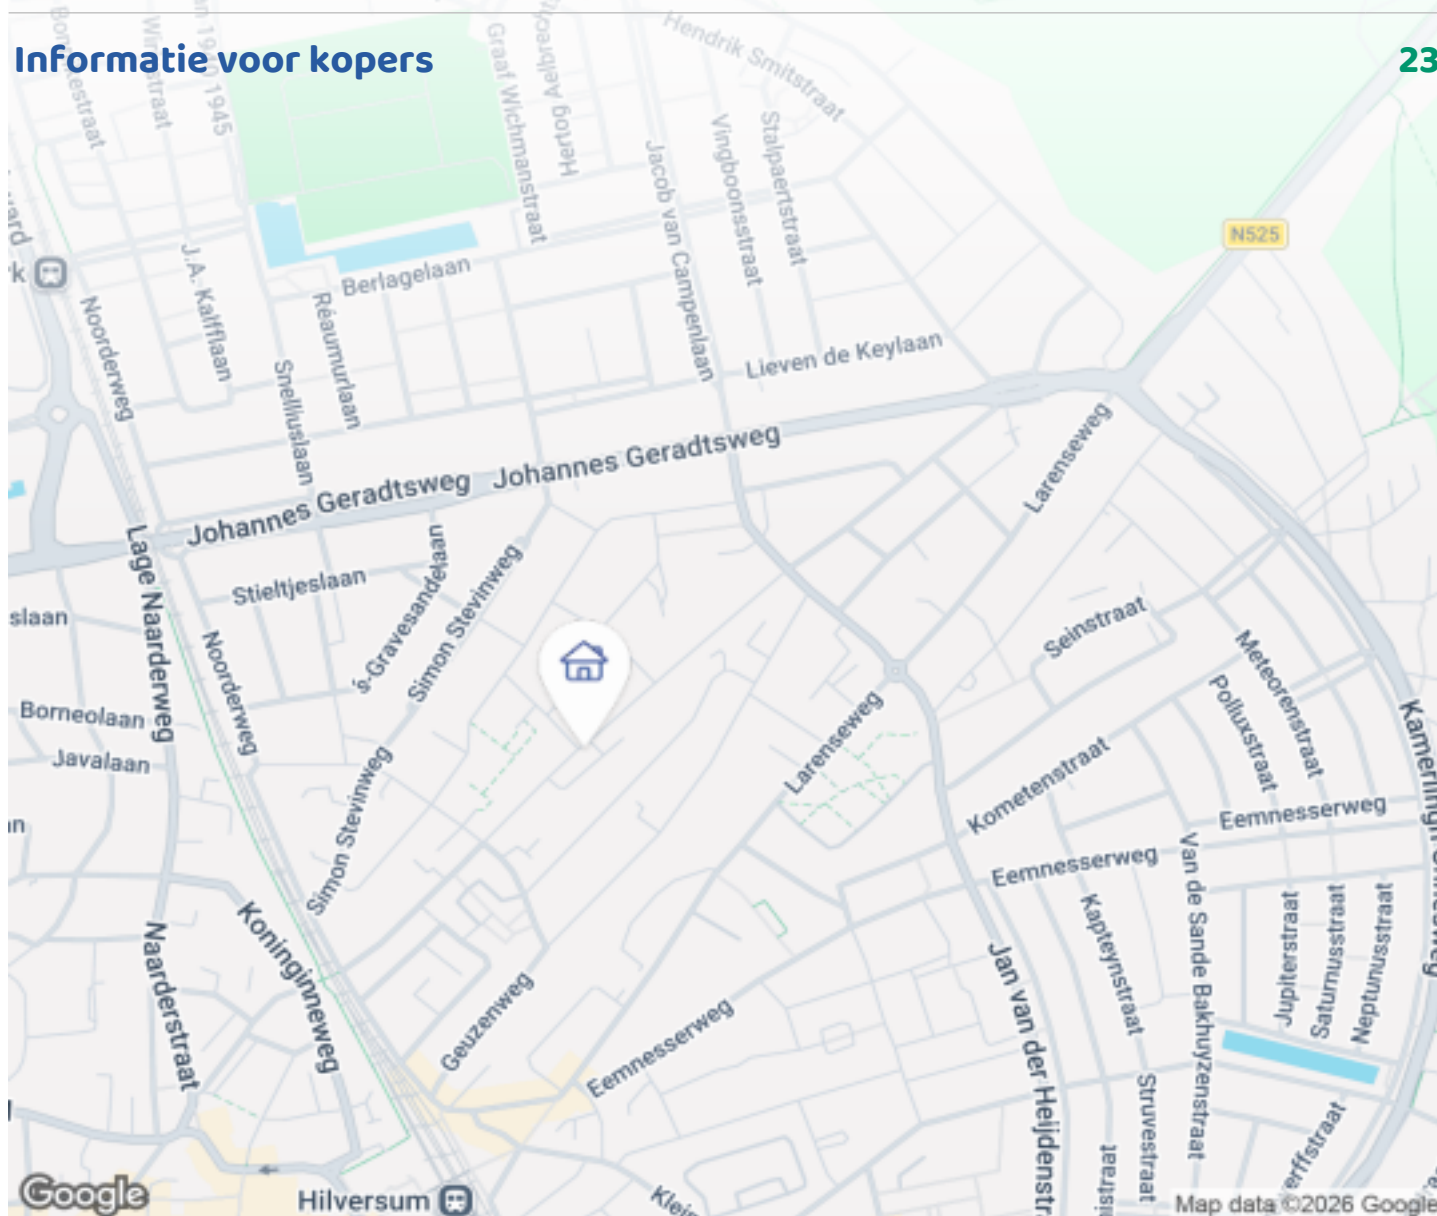 Informatie voor kopers
23
Hendrik Smitstraat
Graaf Wichmanstraat
Jacob van Campenlaan
Vingboonsstraat
Stalpaertstraat
N525
J.A. Kalfflaan
Berlagelaan
Réaumurlaan
Noorderweg
Snelliuslaan
Lieven de Keylaan
Johannes Geradtsweg
Johannes Geradtsweg
Larenseweg
Lage Naarderweg
Stieltjeslaan
's-Gravesandelaan
Simon Stevinweg
slaan
Noorderweg
Seinstraat
Meteorenstraat
Polluxstraat
Borneolaan
Javalaan
Larenseweg
Kometenstraat
Simon Stevinweg
Eemnesserweg
Eemnesserweg
Koninginneweg
Naarderstraat
Geuzenweg
Eemnesserweg
Kapteynstraat
Van de Sande Bakhuyzenstraat
Jupiterstraat
Saturnusstraat
Neptunusstraat
Jan van der Heijdenstr
Struvestraat
erffstraat
Google
Hilversum
Map data ©2026 Google